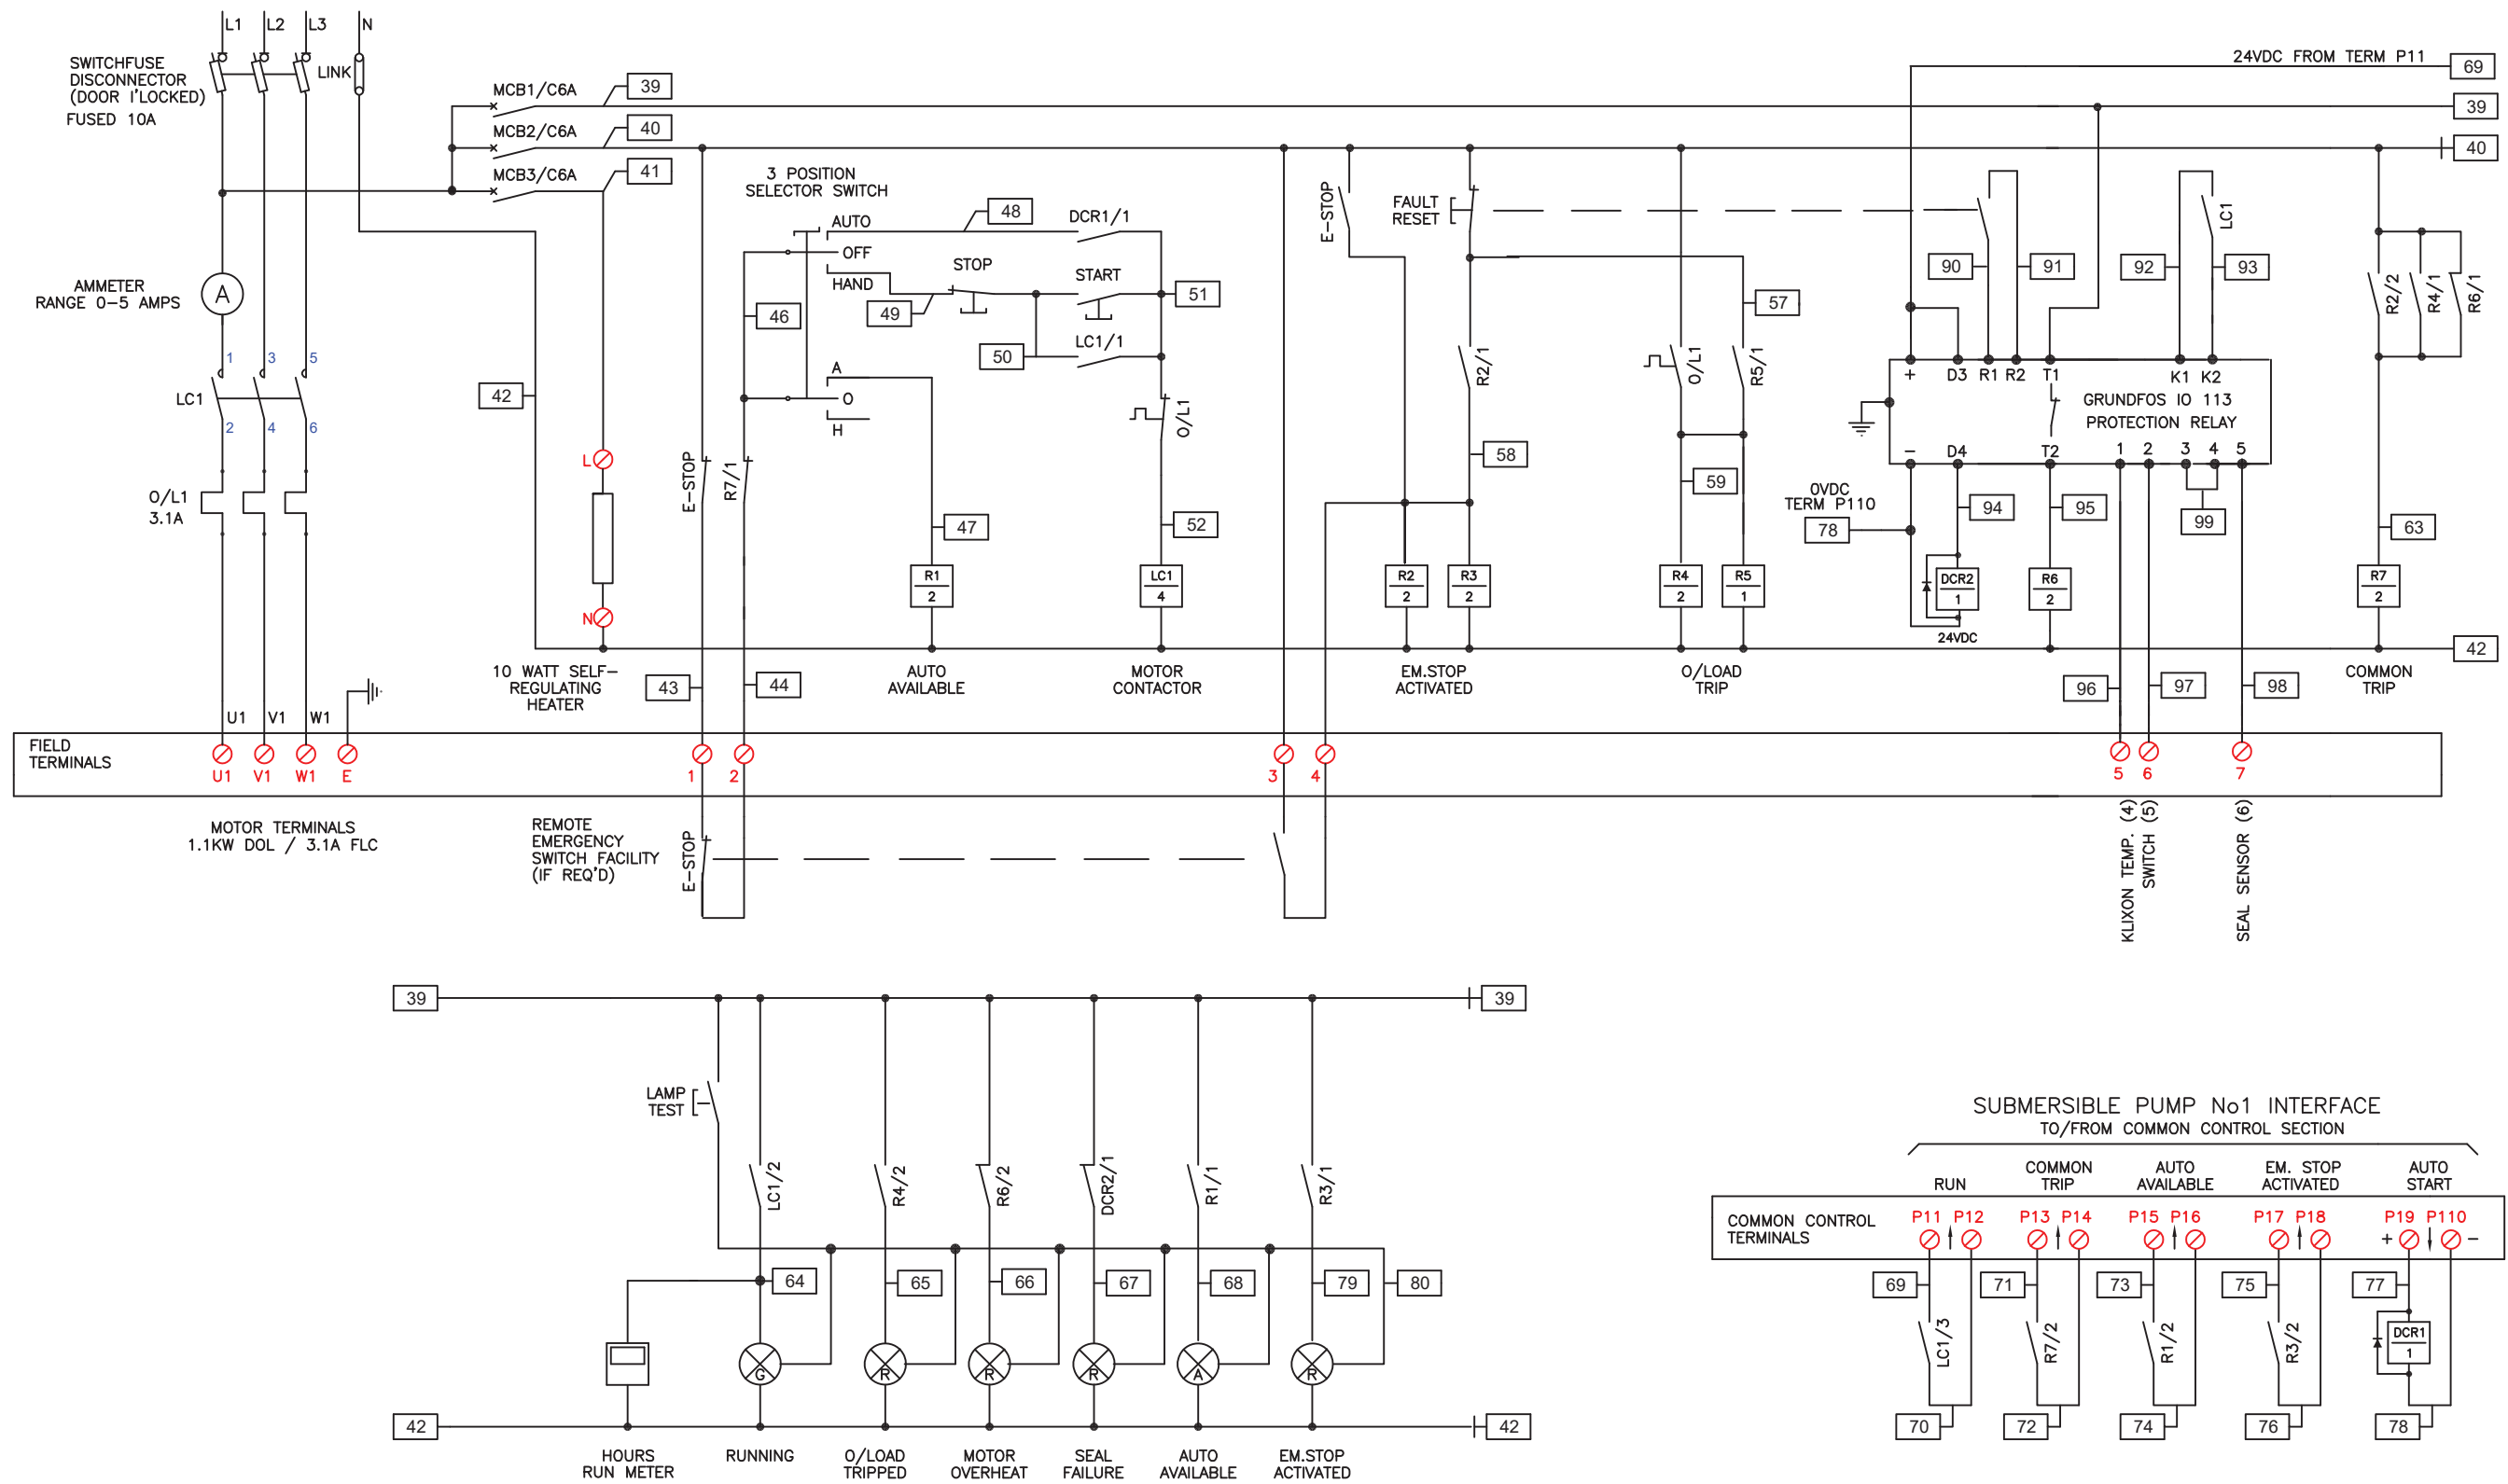 L1
L2
L3
N
SWITCHFUSE
DISCONNECTOR
(DOOR I'LOCKED)
FUSED 10A
LINK
MCB1/C6A
39
MCB2/C6A
40
MCB3/C6A
41
24VDC FROM TERM P11
69
39
40
3 POSITION
SELECTOR SWITCH
AUTO
OFF
HAND
48
DCR1/1
STOP
START
49
51
46
50
LC1/1
A
O
H
O/L1
AMMETER
RANGE 0-5 AMPS
A
1
3
5
LC1
2
4
6
O/L1
3.1A
42
L
N
E-STOP
R7/1
47
52
R1
2
LC1
4
E-STOP
FAULT
RESET
R2/1
58
57
O/L1
R5/1
59
R2
2
R3
2
R4
2
R5
1
90
91
92
93
LC1
R2/2
R4/1
R6/1
+
D3
R1
R2
T1
K1
K2
GRUNDFOS IO 113
PROTECTION RELAY
-
D4
T2
1
2
3
4
5
0VDC
TERM P110
78
94
95
99
63
DCR2
1
24VDC
R6
2
R7
2
42
10 WATT SELF-
REGULATING
HEATER
43
44
AUTO
AVAILABLE
MOTOR
CONTACTOR
EM.STOP
ACTIVATED
O/LOAD
TRIP
96
97
98
COMMON
TRIP
U1
V1
W1
FIELD
TERMINALS
U1
V1
W1
E
1
2
3
4
5
6
7
MOTOR TERMINALS
1.1KW DOL / 3.1A FLC
REMOTE
EMERGENCY
SWITCH FACILITY
(IF REQ'D)
E-STOP
KLIXON TEMP. (4)
SWITCH (5)
SEAL SENSOR (6)
39
39
LAMP
TEST
LC1/2
R4/2
R6/2
DCR2/1
R1/1
R3/1
64
65
66
67
68
79
80
G
R
R
R
A
R
42
42
HOURS
RUN METER
RUNNING
O/LOAD
TRIPPED
MOTOR
OVERHEAT
SEAL
FAILURE
AUTO
AVAILABLE
EM.STOP
ACTIVATED
SUBMERSIBLE PUMP No1 INTERFACE
TO/FROM COMMON CONTROL SECTION
RUN
COMMON
TRIP
AUTO
AVAILABLE
EM. STOP
ACTIVATED
AUTO
START
COMMON CONTROL
TERMINALS
P11
P12
P13
P14
P15
P16
P17
P18
P19
P110
+
-
69
71
73
75
77
LC1/3
R7/2
R1/2
R3/2
DCR1
1
70
72
74
76
78